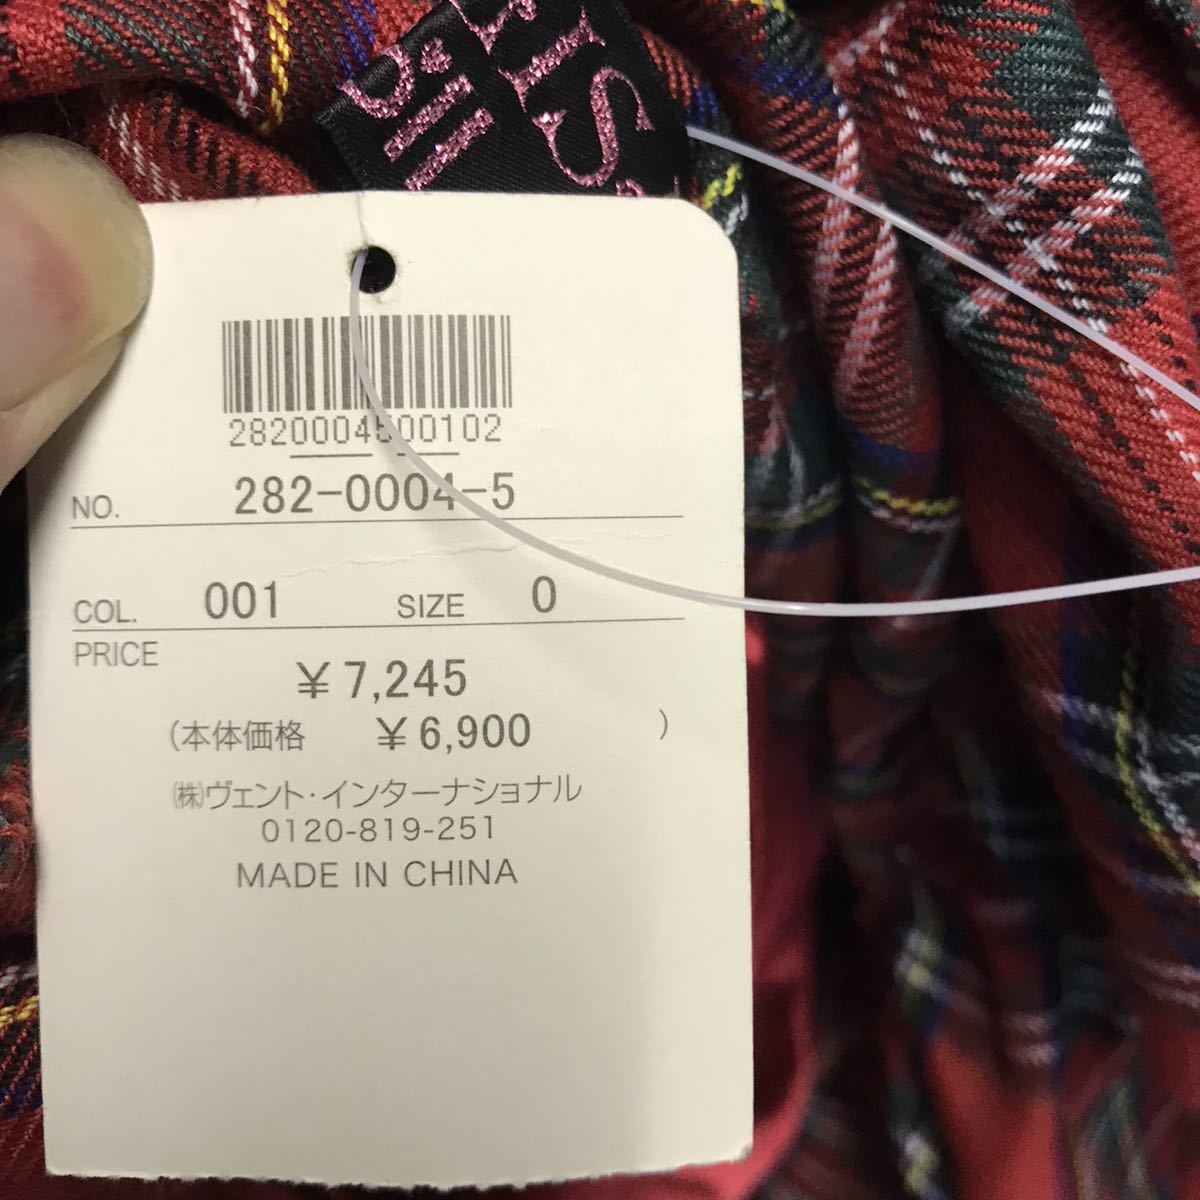 2820004500102
NO. 282-0004-5
COL. 001 SIZE 0
PRICE
¥7,245
(本体価格 ¥6,900 )
㈱ヴェント・インターナショナル
0120-819-251
MADE IN CHINA